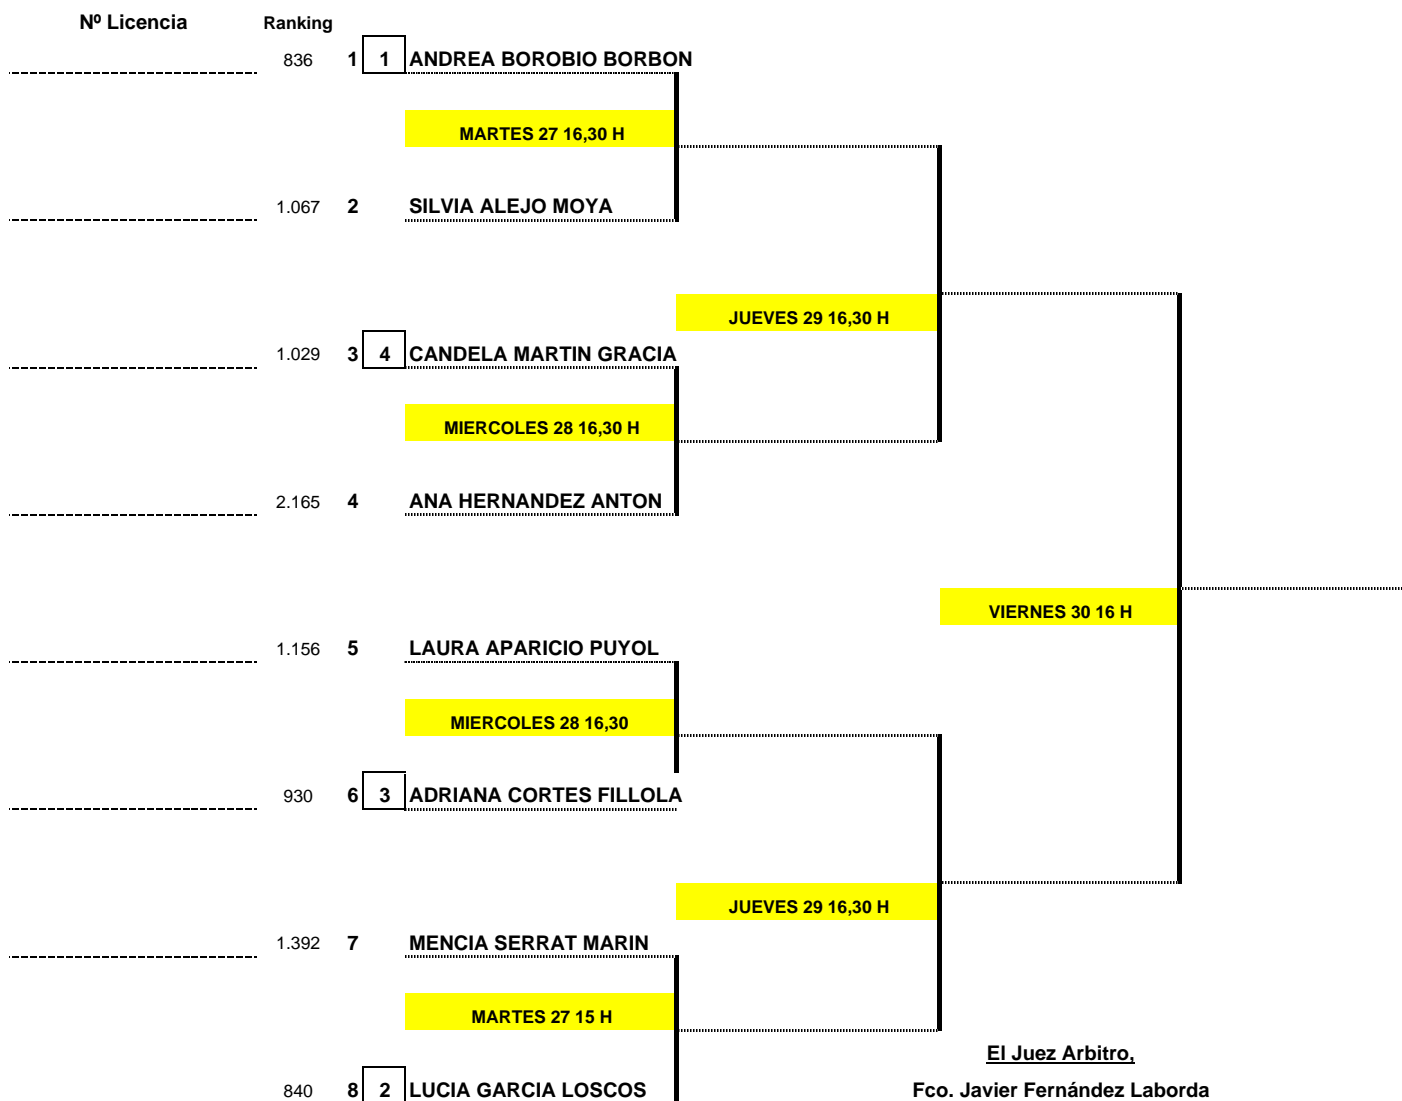 Nº Licencia Ranking
836 1 1 ANDREA BOROBIO BORBON
MARTES 27 16,30 H
1.067 2 SILVIA ALEJO MOYA
JUEVES 29 16,30 H
1.029 3 4 CANDELA MARTIN GRACIA
MIERCOLES 28 16,30 H
2.165 4 ANA HERNANDEZ ANTON
VIERNES 30 16 H
1.156 5 LAURA APARICIO PUYOL
MIERCOLES 28 16,30
930 6 3 ADRIANA CORTES FILLOLA
JUEVES 29 16,30 H
1.392 7 MENCIA SERRAT MARIN
MARTES 27 15 H
El Juez Arbitro,
840 8 2 LUCIA GARCIA LOSCOS Fco. Javier Fernández Laborda